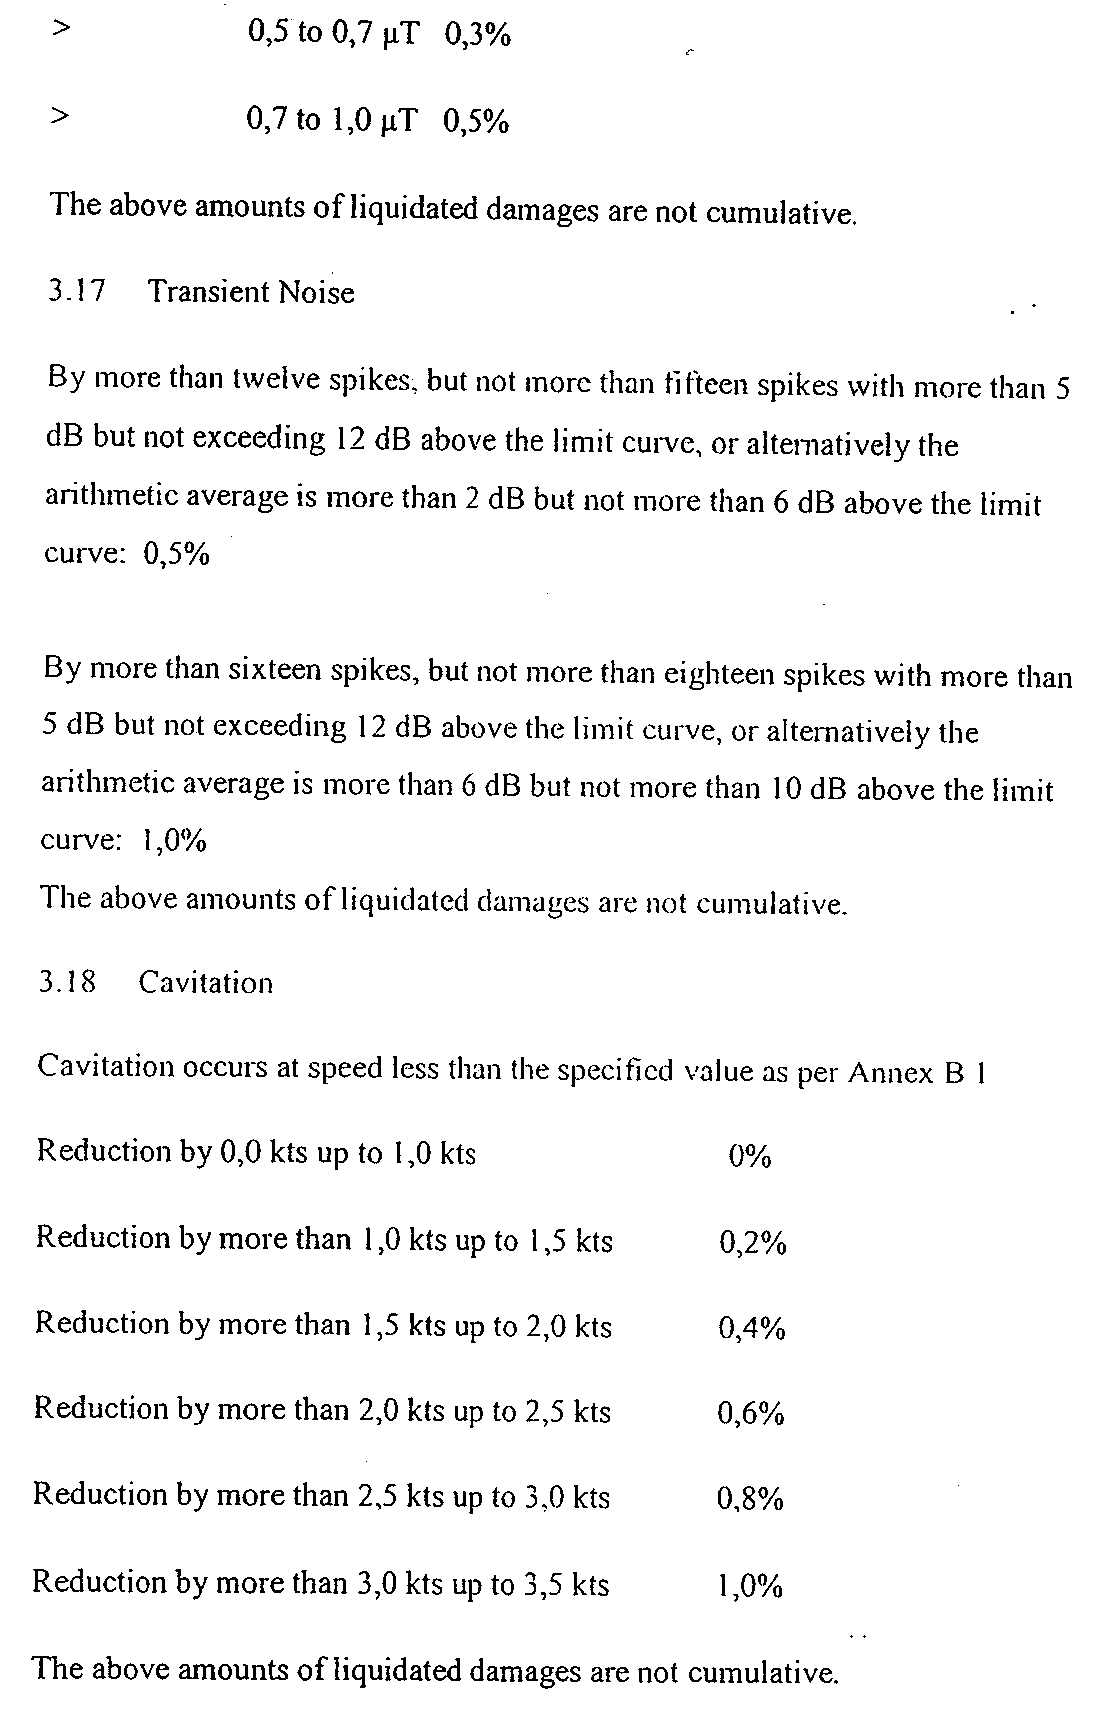 > 0,5 to 0,7 µT 0,3%
> 0,7 to 1,0 µT 0,5%
The above amounts of liquidated damages are not cumulative.
3.17 Transient Noise
By more than twelve spikes, but not more than fifteen spikes with more than 5
dB but not exceeding 12 dB above the limit curve, or alternatively the
arithmetic average is more than 2 dB but not more than 6 dB above the limit
curve: 0,5%
By more than sixteen spikes, but not more than eighteen spikes with more than
5 dB but not exceeding 12 dB above the limit curve, or alternatively the
arithmetic average is more than 6 dB but not more than 10 dB above the limit
curve: 1,0%
The above amounts of liquidated damages are not cumulative.
3.18 Cavitation
Cavitation occurs at speed less than the specified value as per Annex B 1
Reduction by 0,0 kts up to 1,0 kts 0%
Reduction by more than 1,0 kts up to 1,5 kts 0,2%
Reduction by more than 1,5 kts up to 2,0 kts 0,4%
Reduction by more than 2,0 kts up to 2,5 kts 0,6%
Reduction by more than 2,5 kts up to 3,0 kts 0,8%
Reduction by more than 3,0 kts up to 3,5 kts 1,0%
The above amounts of liquidated damages are not cumulative.